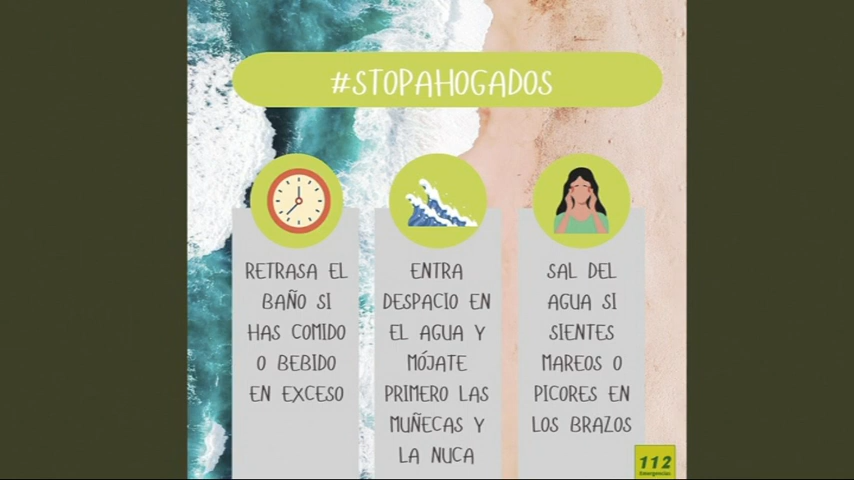 #STOPAHOGADOS
RETRASA EL
BAÑO SI
HAS COMIDO
O BEBIDO
EN EXCESO
ENTRA
DESPACIO EN
EL AGUA Y
MÓJATE
PRIMERO LAS
MUÑECAS Y
LA NUCA
SAL DEL
AGUA SI
SIENTES
MAREOS O
PICORES EN
LOS BRAZOS
112
Emergencias